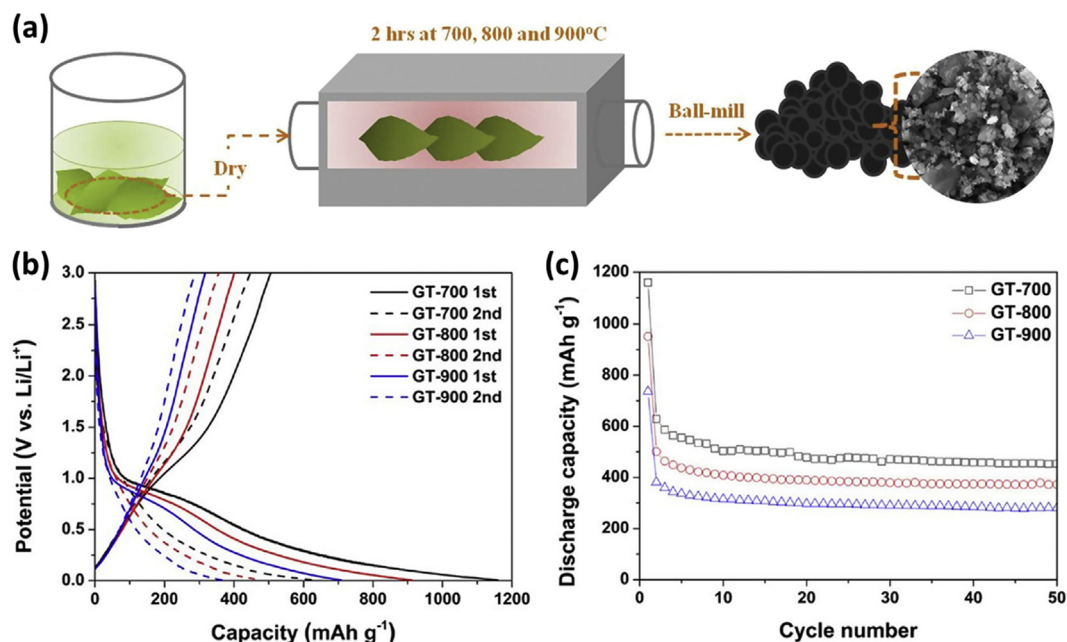 (a)
2 hrs at 700, 800 and 900°C
Dry
Ball-mill
(b)
3.0
2.5
2.0
1.5
1.0
0.5
0.0
Potential (V vs. Li/Li⁺)
GT-700 1st
GT-700 2nd
GT-800 1st
GT-800 2nd
GT-900 1st
GT-900 2nd
0 200 400 600 800 1000 1200
Capacity (mAh g⁻¹)
(c)
1200
1000
800
600
400
200
0
Discharge capacity (mAh g⁻¹)
GT-700
GT-800
GT-900
0 10 20 30 40 50
Cycle number